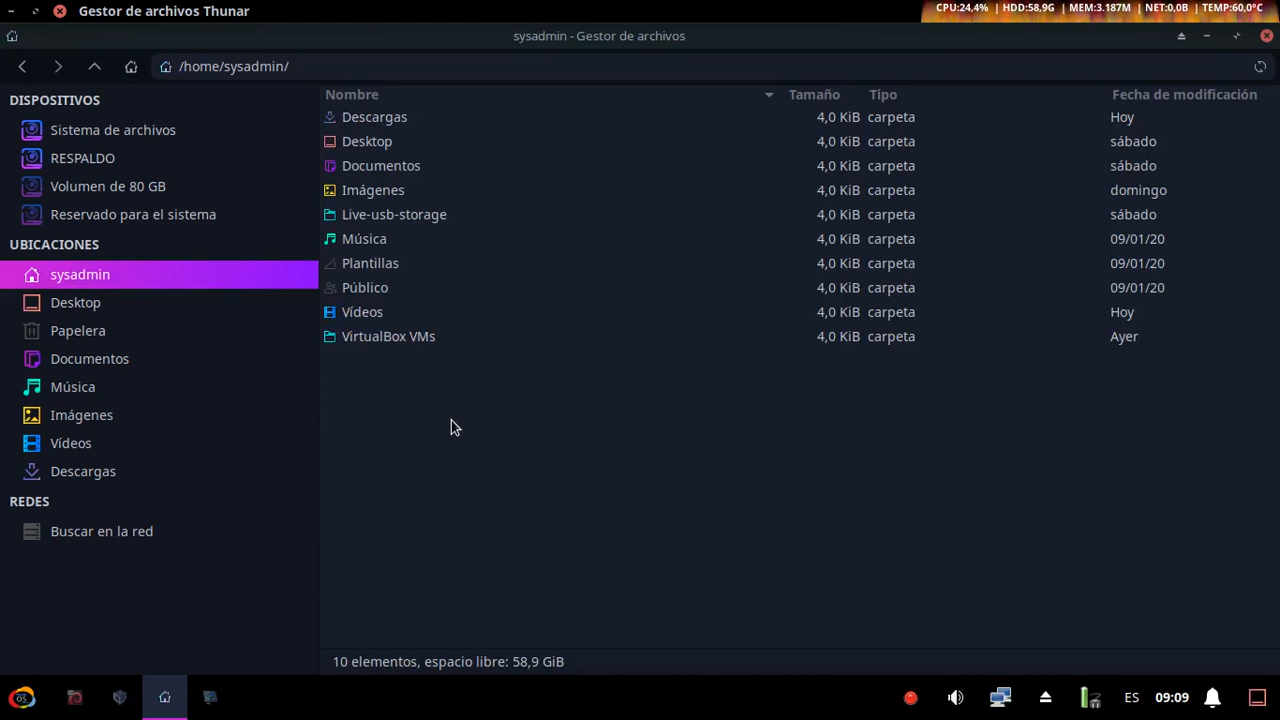 Gestor de archivos Thunar
CPU:24,4% | HDD:58,9G | MEM:3.187M | NET:0,0B | TEMP:60,0°C
sysadmin - Gestor de archivos
/home/sysadmin/
DISPOSITIVOS
Sistema de archivos
RESPALDO
Volumen de 80 GB
Reservado para el sistema
UBICACIONES
sysadmin
Desktop
Papelera
Documentos
Música
Imágenes
Vídeos
Descargas
REDES
Buscar en la red
Nombre Tamaño Tipo Fecha de modificación
Descargas 4,0 KiB carpeta Hoy
Desktop 4,0 KiB carpeta sábado
Documentos 4,0 KiB carpeta sábado
Imágenes 4,0 KiB carpeta domingo
Live-usb-storage 4,0 KiB carpeta sábado
Música 4,0 KiB carpeta 09/01/20
Plantillas 4,0 KiB carpeta 09/01/20
Público 4,0 KiB carpeta 09/01/20
Vídeos 4,0 KiB carpeta Hoy
VirtualBox VMs 4,0 KiB carpeta Ayer
10 elementos, espacio libre: 58,9 GiB
OS
ES 09:09